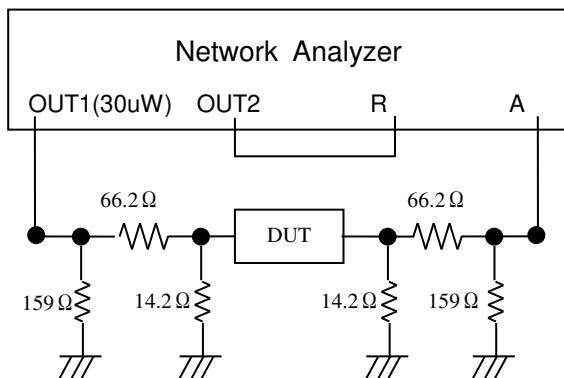 Network Analyzer
OUT1(30uW) OUT2 R A
66.2 Ω 66.2 Ω
DUT
159 Ω 14.2 Ω 14.2 Ω 159 Ω